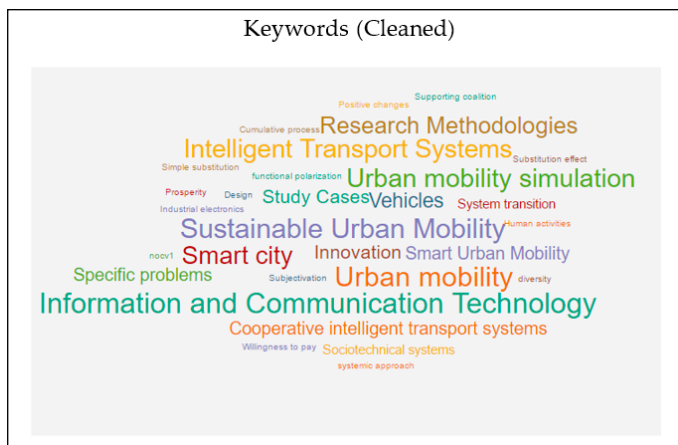 Keywords (Cleaned)
Supporting coalition
Positive changes
Cumulative process
Research Methodologies
Intelligent Transport Systems
Substitution effect
Simple substitution
functional polarization
Urban mobility simulation
Prosperity
Design
Study Cases
Vehicles
System transition
Industrial electronics
Sustainable Urban Mobility
Human activities
nocv1
Smart city
Innovation
Smart Urban Mobility
Specific problems
Subjectivation
Urban mobility
diversity
Information and Communication Technology
Cooperative intelligent transport systems
Willingness to pay
Sociotechnical systems
systemic approach